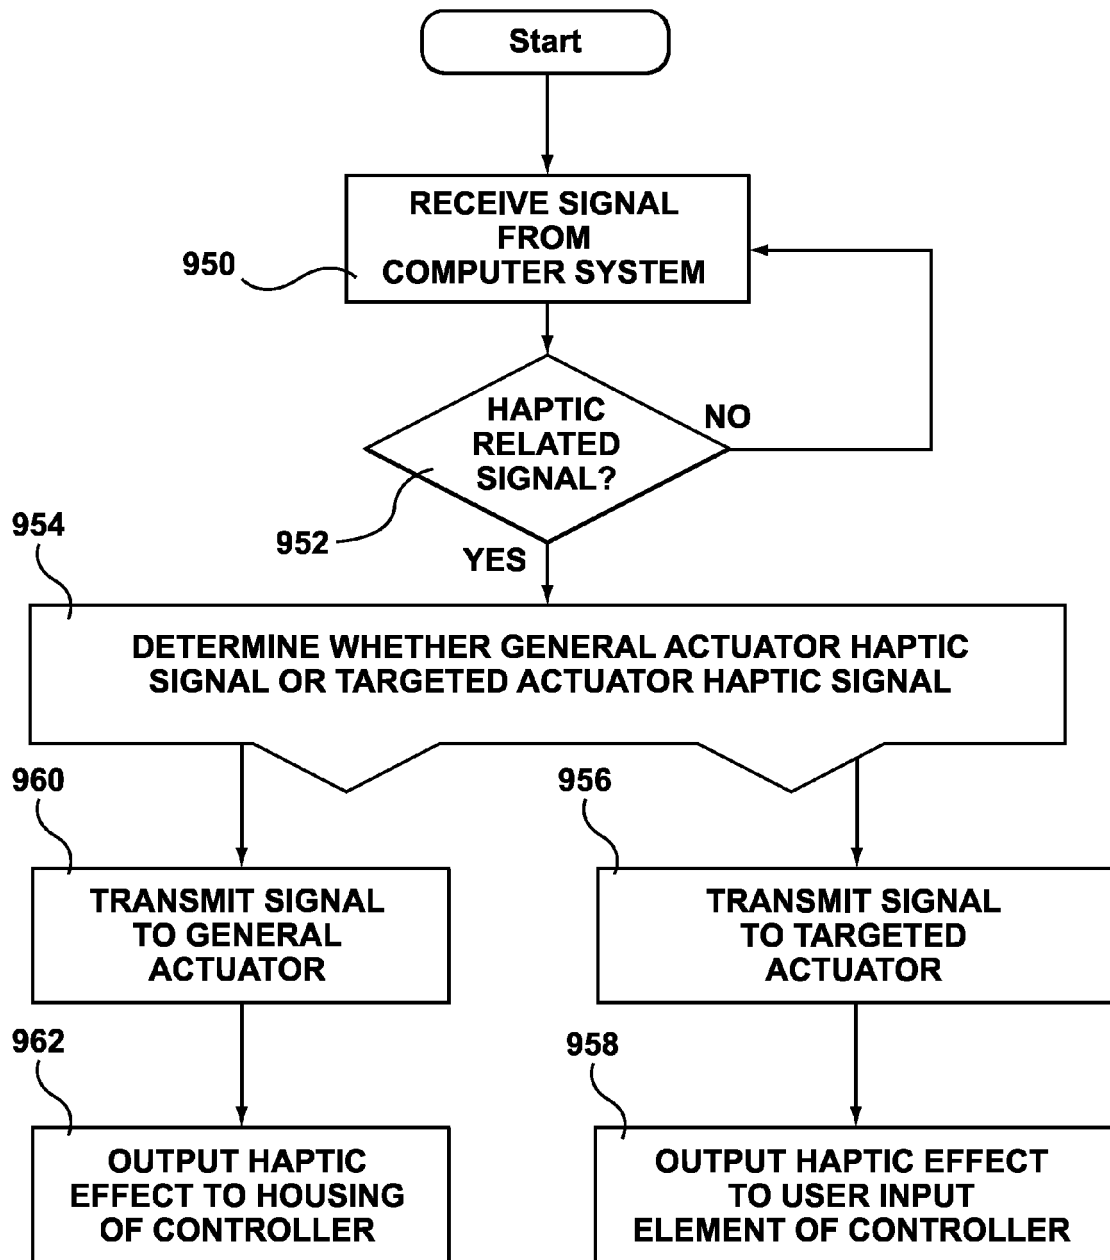 Start
RECEIVE SIGNAL
FROM
COMPUTER SYSTEM
950
HAPTIC
RELATED
SIGNAL?
NO
952
YES
954
DETERMINE WHETHER GENERAL ACTUATOR HAPTIC
SIGNAL OR TARGETED ACTUATOR HAPTIC SIGNAL
960
TRANSMIT SIGNAL
TO GENERAL
ACTUATOR
956
TRANSMIT SIGNAL
TO TARGETED
ACTUATOR
962
OUTPUT HAPTIC
EFFECT TO HOUSING
OF CONTROLLER
958
OUTPUT HAPTIC EFFECT
TO USER INPUT
ELEMENT OF CONTROLLER